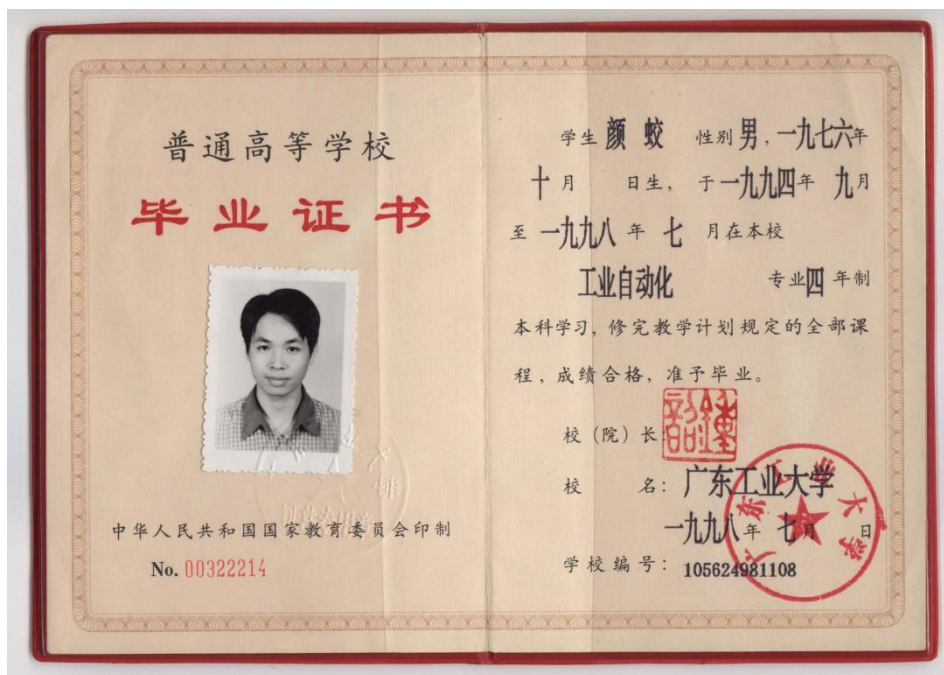 普通高等学校
毕业证书
中华人民共和国国家教育委员会印制
No. 00322214
学生 颜 蛟 性别 男，一九七六年
十月 日生，于一九九四年 九月
至 一九九八 年 七 月在本校
工业自动化 专业四 年制
本科学习，修完教学计划规定的全部课
程，成绩合格，准予毕业。
校（院）长：
校 名：广东工业大学
一九九八年 七月 日
学校编号：105624981108
广东工业大学